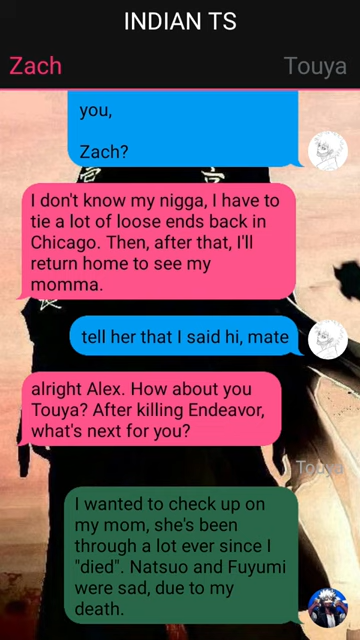 INDIAN TS
Zach
Touya
you,
Zach?
I don't know my nigga, I have to
tie a lot of loose ends back in
Chicago. Then, after that, I'll
return home to see my
momma.
tell her that I said hi, mate
alright Alex. How about you
Touya? After killing Endeavor,
what's next for you?
Touya
I wanted to check up on
my mom, she's been
through a lot ever since I
"died". Natsuo and Fuyumi
were sad, due to my
death.